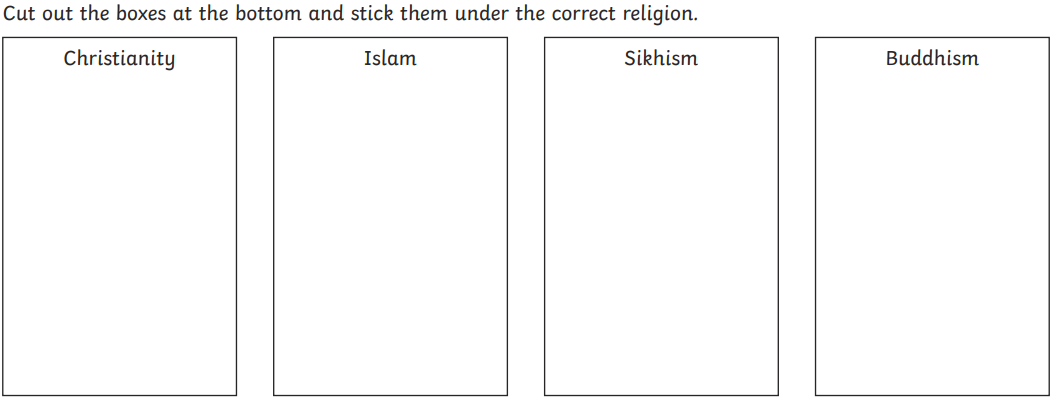 Cut out the boxes at the bottom and stick them under the correct religion.
Christianity
Islam
Sikhism
Buddhism